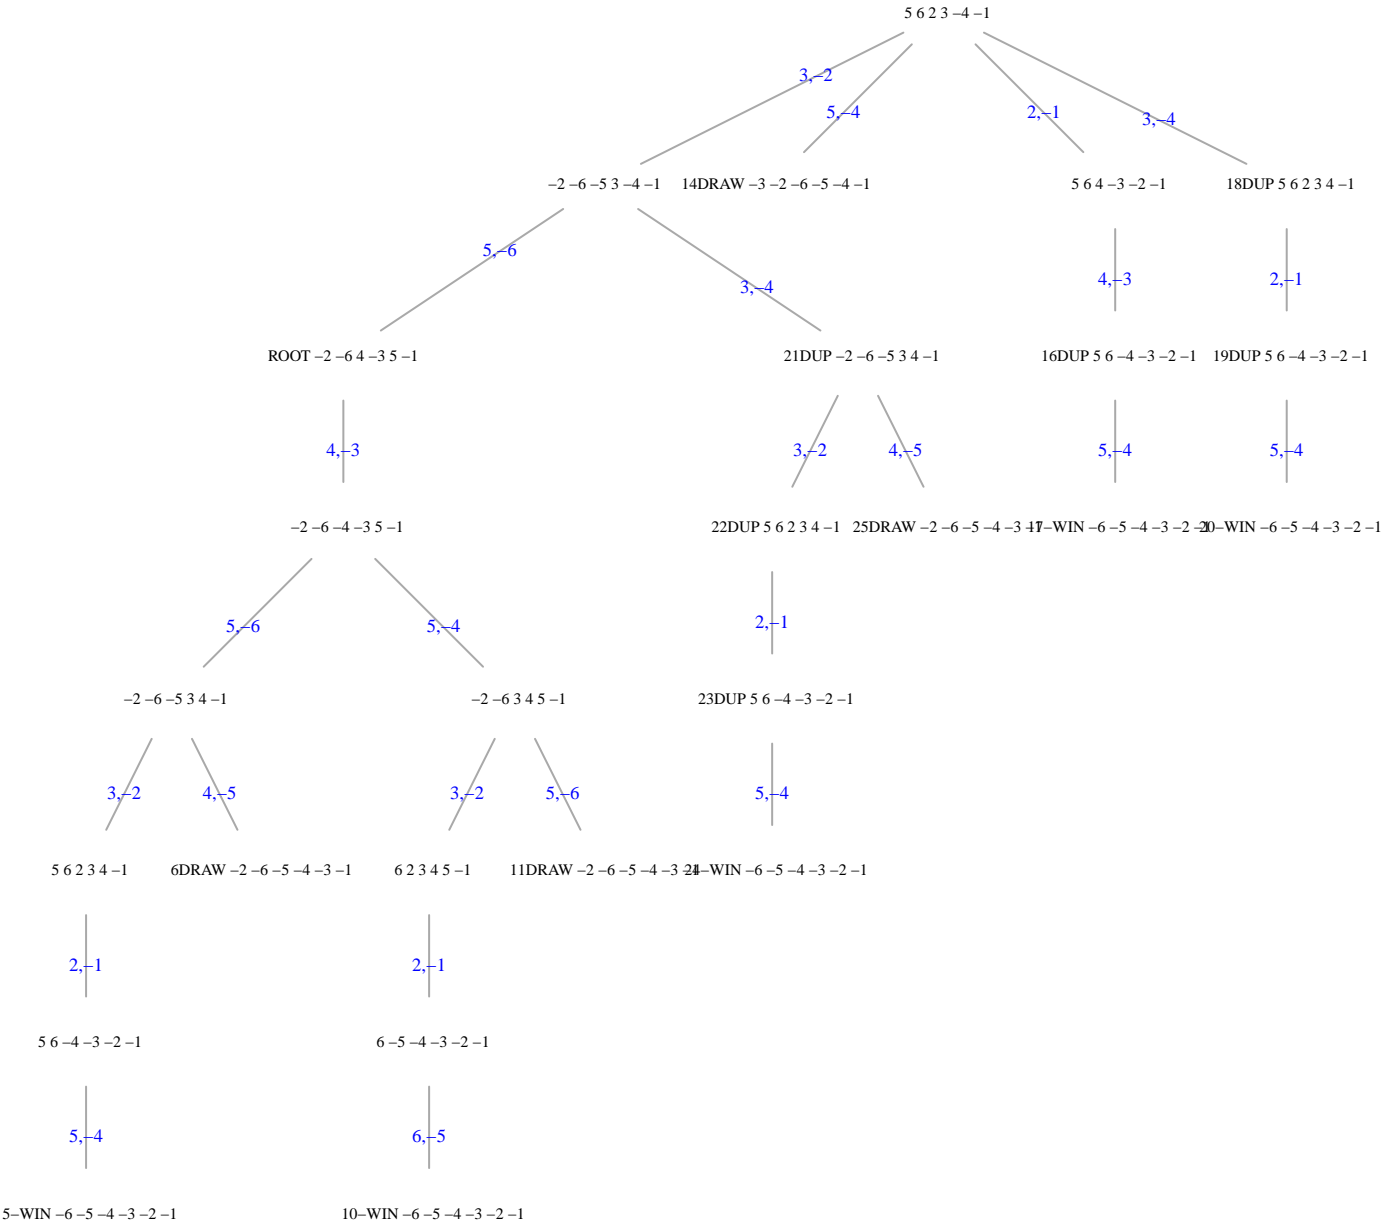 5 6 2 3 –4 –1
3,–2
5,–4
2,–1
3,–4
–2 –6 –5 3 –4 –1
14DRAW –3 –2 –6 –5 –4 –1
5 6 4 –3 –2 –1
18DUP 5 6 2 3 4 –1
5,–6
3,–4
4,–3
2,–1
ROOT –2 –6 4 –3 5 –1
21DUP –2 –6 –5 3 4 –1
16DUP 5 6 –4 –3 –2 –1
19DUP 5 6 –4 –3 –2 –1
4,–3
3,–2
4,–5
5,–4
5,–4
–2 –6 –4 –3 5 –1
22DUP 5 6 2 3 4 –1
25DRAW –2 –6 –5 –4 –3 –1
17–WIN –6 –5 –4 –3 –2 –1
20–WIN –6 –5 –4 –3 –2 –1
5,–6
5,–4
2,–1
–2 –6 –5 3 4 –1
–2 –6 3 4 5 –1
23DUP 5 6 –4 –3 –2 –1
3,–2
4,–5
3,–2
5,–6
5,–4
5 6 2 3 4 –1
6DRAW –2 –6 –5 –4 –3 –1
6 2 3 4 5 –1
11DRAW –2 –6 –5 –4 –3 –1
24–WIN –6 –5 –4 –3 –2 –1
2,–1
2,–1
5 6 –4 –3 –2 –1
6 –5 –4 –3 –2 –1
5,–4
6,–5
5–WIN –6 –5 –4 –3 –2 –1
10–WIN –6 –5 –4 –3 –2 –1